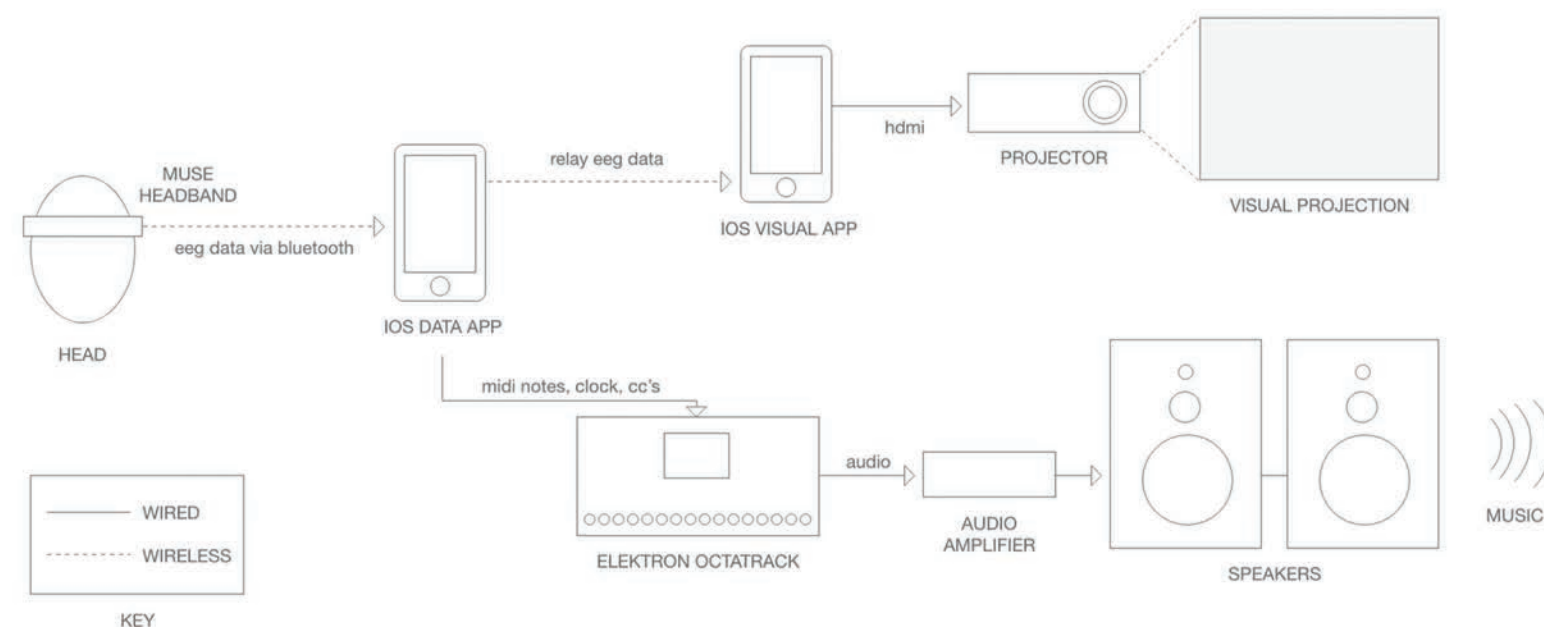 MUSE
HEADBAND
eeg data via bluetooth
HEAD
IOS DATA APP
relay eeg data
IOS VISUAL APP
hdmi
PROJECTOR
VISUAL PROJECTION
midi notes, clock, cc's
ELEKTRON OCTATRACK
audio
AUDIO
AMPLIFIER
SPEAKERS
MUSIC
WIRED
WIRELESS
KEY